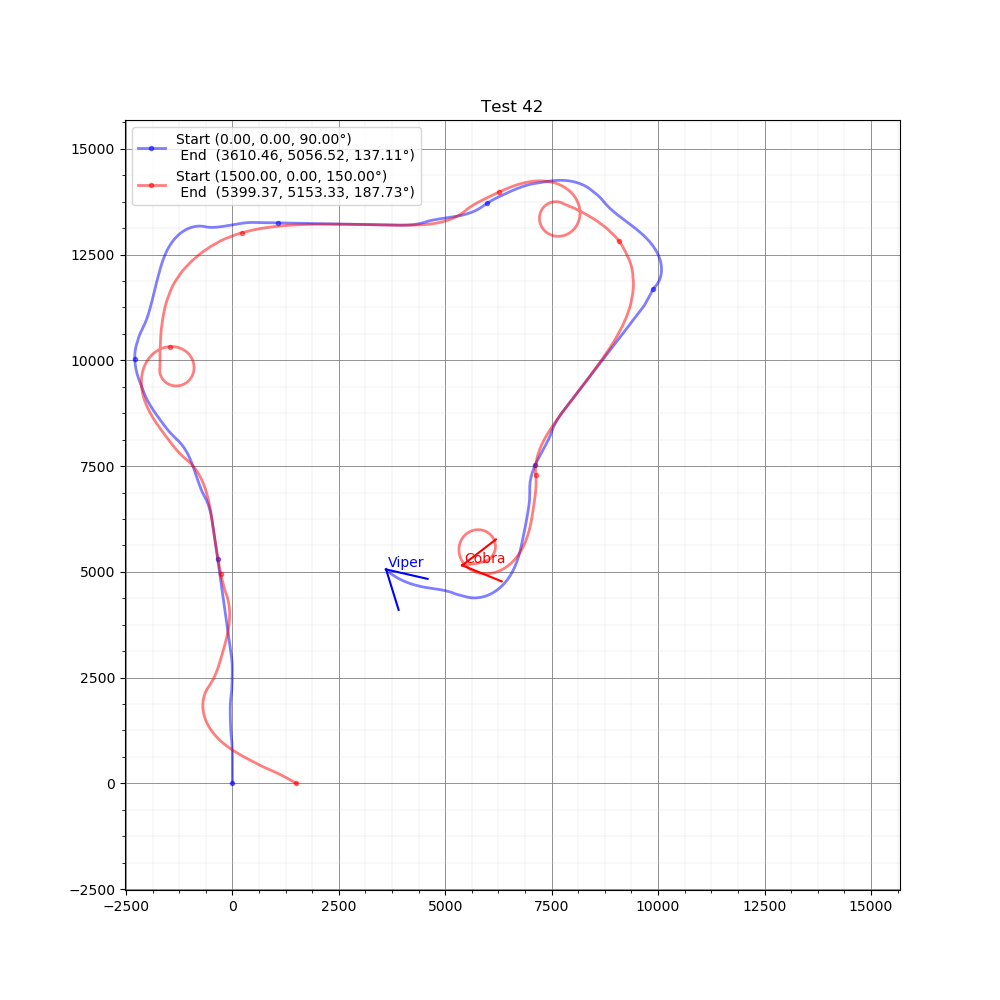 Test 42
Start (0.00, 0.00, 90.00°)
End (3610.46, 5056.52, 137.11°)
Start (1500.00, 0.00, 150.00°)
End (5399.37, 5153.33, 187.73°)
15000
12500
10000
7500
5000
2500
0
−2500
Viper
Cobra
−2500 0 2500 5000 7500 10000 12500 15000